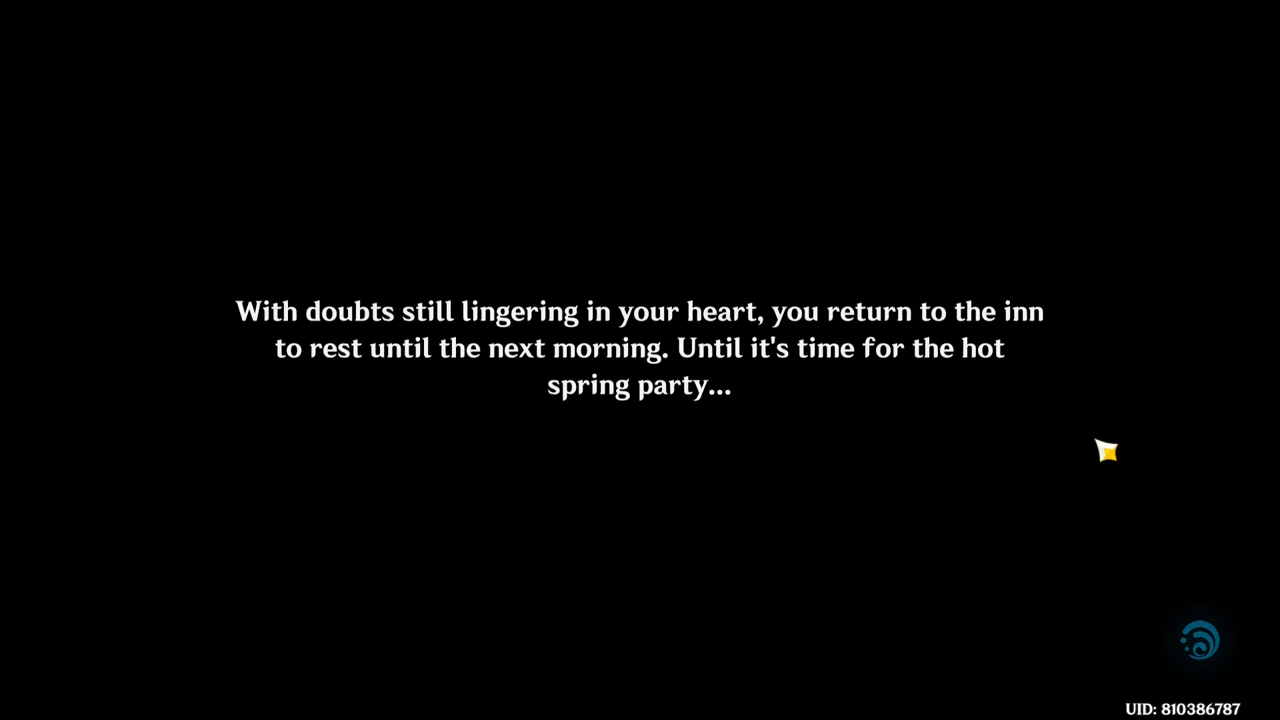 With doubts still lingering in your heart, you return to the inn
to rest until the next morning. Until it's time for the hot
spring party...
UID: 810386787